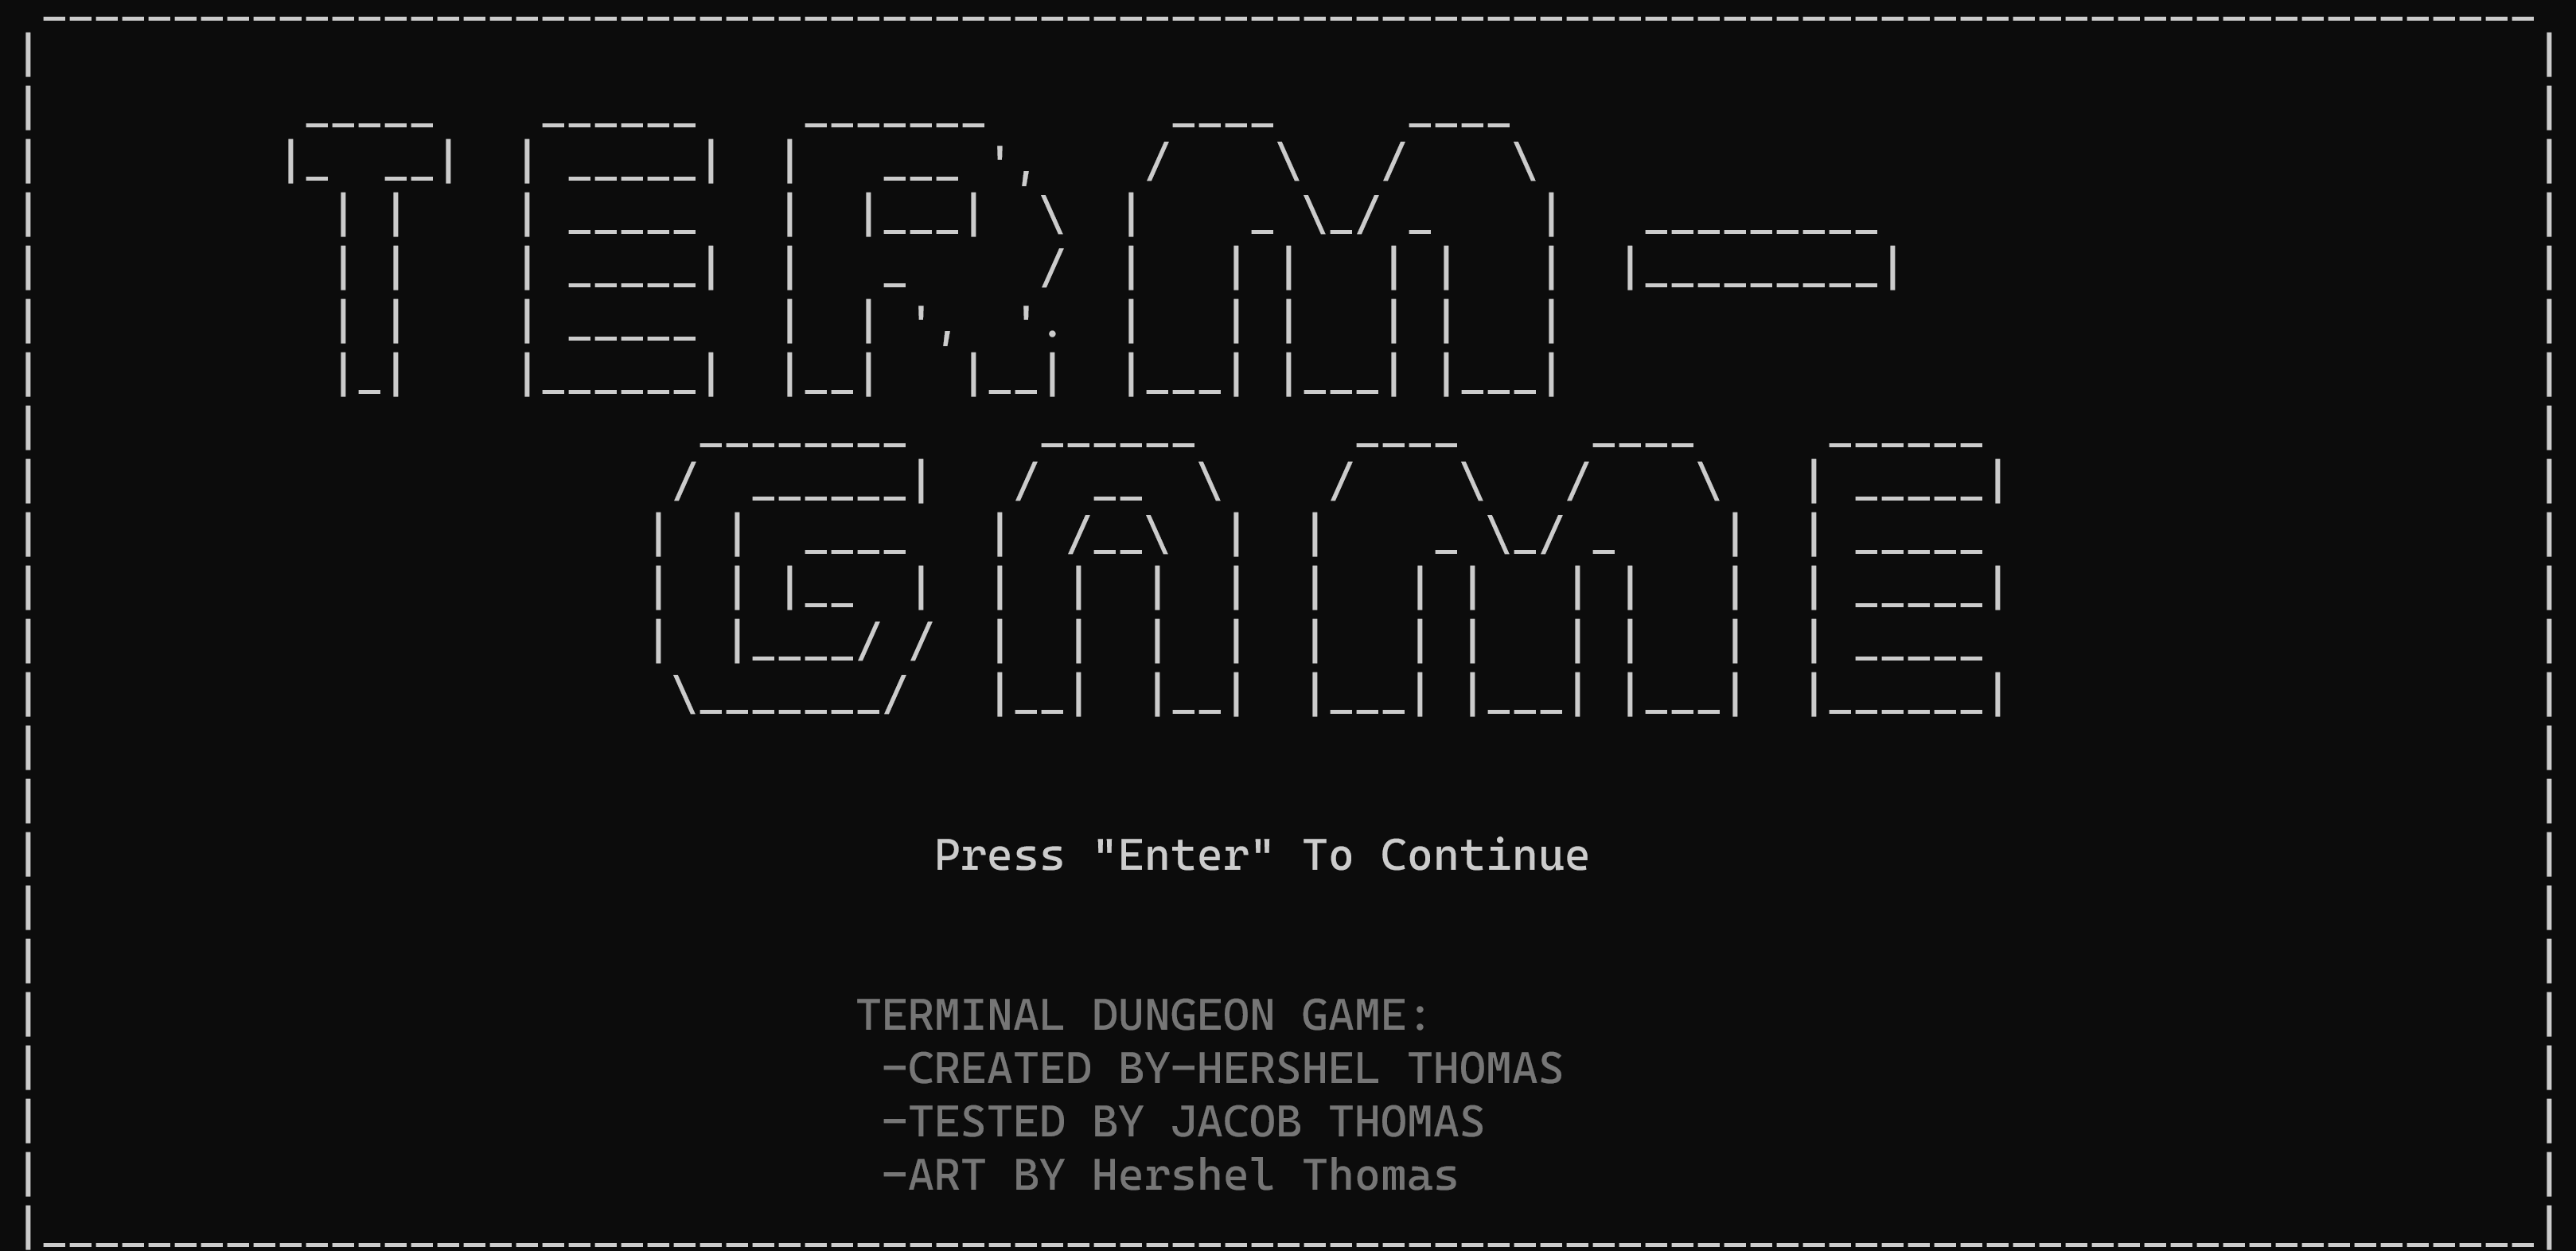 TERM-
GAME
Press "Enter" To Continue
TERMINAL DUNGEON GAME:
-CREATED BY-HERSHEL THOMAS
-TESTED BY JACOB THOMAS
-ART BY Hershel Thomas